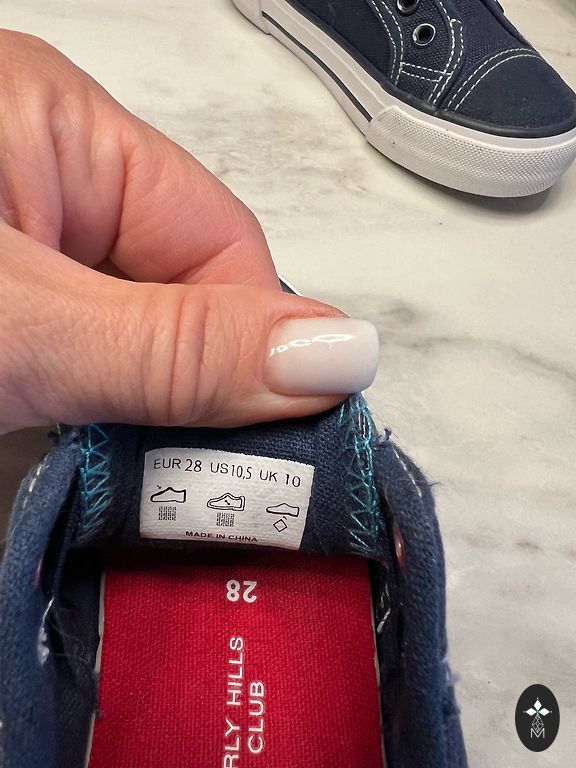 EUR 28 US10,5 UK 10
MADE IN CHINA
28
RLY HILLS
CLUB